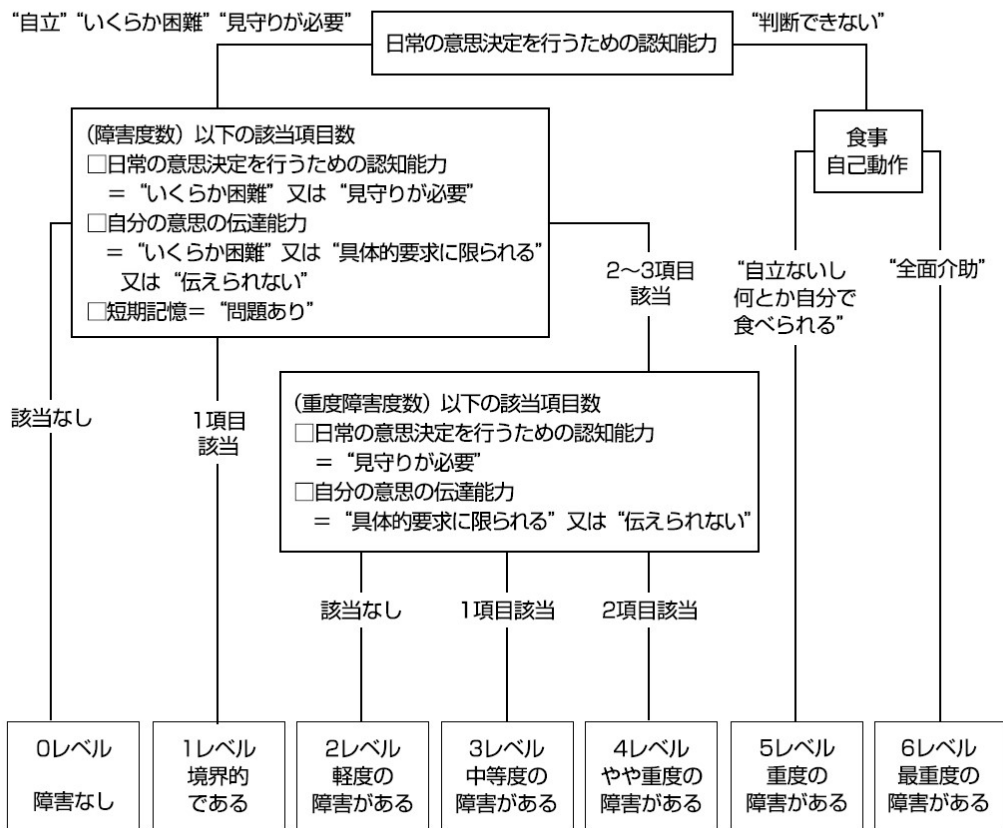 “自立” “いくらか困難” “見守りが必要”
日常の意思決定を行うための認知能力
“判断できない”
(障害度数) 以下の該当項目数
□日常の意思決定を行うための認知能力
= “いくらか困難” 又は “見守りが必要”
□自分の意思の伝達能力
= “いくらか困難” 又は “具体的要求に限られる”
又は “伝えられない”
□短期記憶= “問題あり”
食事
自己動作
2〜3項目
該当
“自立ないし
何とか自分で
食べられる”
“全面介助”
該当なし
1項目
該当
(重度障害度数) 以下の該当項目数
□日常の意思決定を行うための認知能力
= “見守りが必要”
□自分の意思の伝達能力
= “具体的要求に限られる” 又は “伝えられない”
該当なし
1項目該当
2項目該当
0レベル
障害なし
1レベル
境界的
である
2レベル
軽度の
障害がある
3レベル
中等度の
障害がある
4レベル
やや重度の
障害がある
5レベル
重度の
障害がある
6レベル
最重度の
障害がある